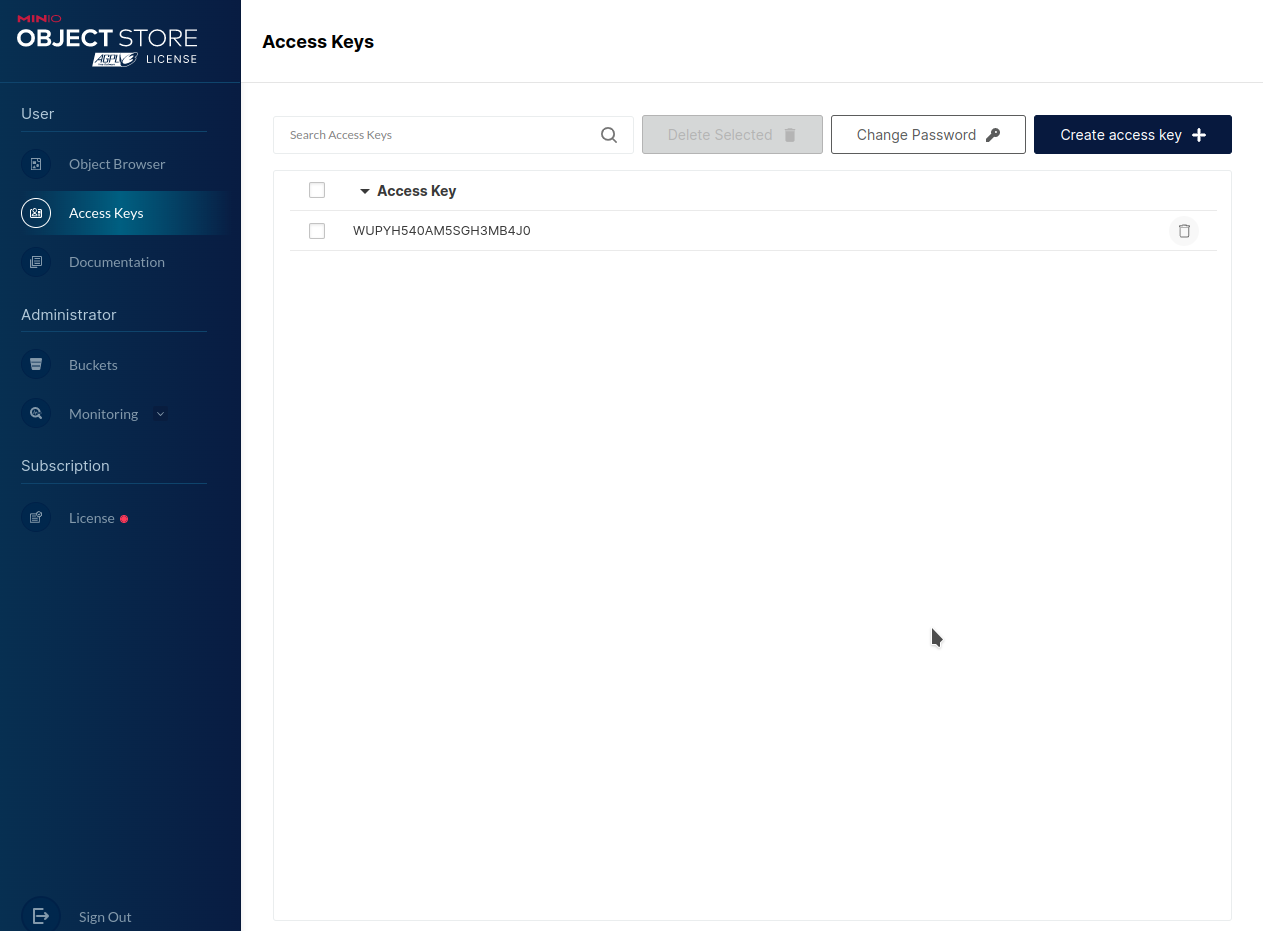 MINIO
OBJECT STORE
AGPL LICENSE
User
Object Browser
Access Keys
Documentation
Administrator
Buckets
Monitoring
Subscription
License
Sign Out
Access Keys
Search Access Keys
Delete Selected
Change Password
Create access key
Access Key
WUPYH540AM5SGH3MB4J0